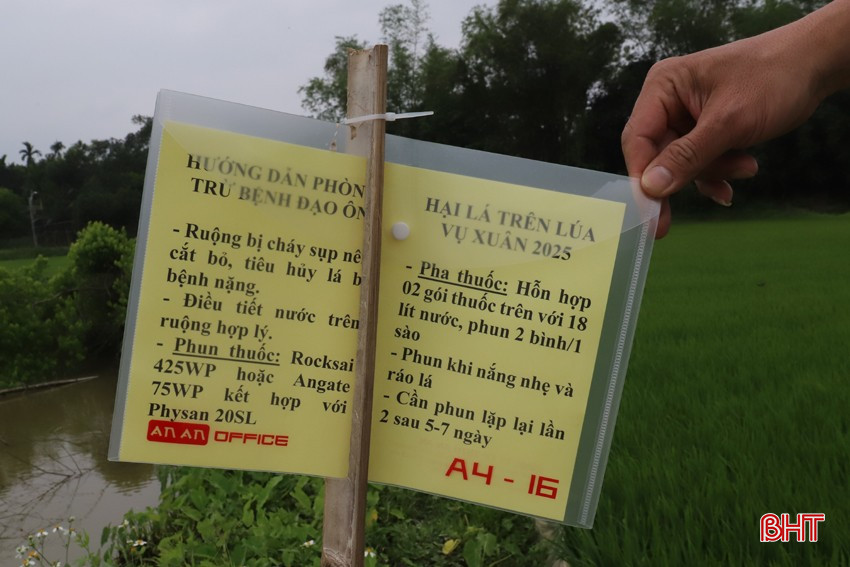 HƯỚNG DẪN PHÒN
TRỪ BỆNH ĐẠO ÔN
- Ruộng bị cháy sụp nê
cắt bỏ, tiêu hủy lá b
bệnh nặng.
- Điều tiết nước trên
ruộng hợp lý.
- Phun thuốc: Rocksai
425WP hoặc Angate
75WP kết hợp với
Physan 20SL
AN AN OFFICE
HẠI LÁ TRÊN LÚA
VỤ XUÂN 2025
- Pha thuốc: Hỗn hợp
02 gói thuốc trên với 18
lít nước, phun 2 bình/1
sào
- Phun khi nắng nhẹ và
ráo lá
- Cần phun lặp lại lần
2 sau 5-7 ngày
A4 - 16
BHT